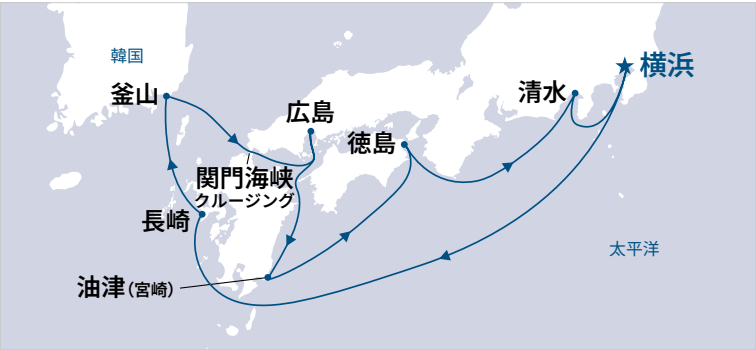 韓国
釜山
広島
清水
★横浜
徳島
関門海峡
クルージング
長崎
太平洋
油津（宮崎）